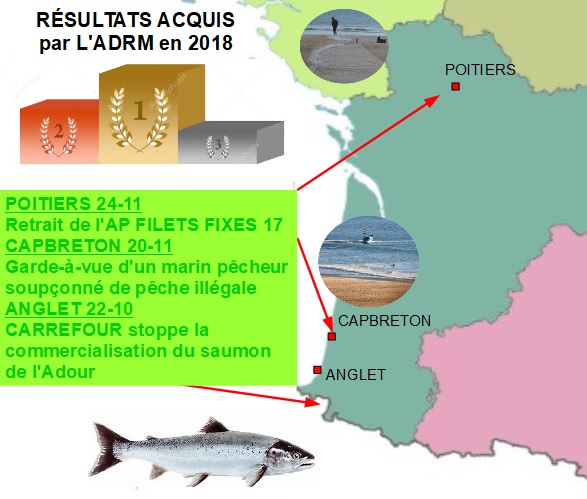 RÉSULTATS ACQUIS
par L'ADRM en 2018
1
2
3
POITIERS
POITIERS 24-11
Retrait de l'AP FILETS FIXES 17
CAPBRETON 20-11
Garde-à-vue d'un marin pêcheur
soupçonné de pêche illégale
ANGLET 22-10
CARREFOUR stoppe la
commercialisation du saumon
de l'Adour
CAPBRETON
ANGLET